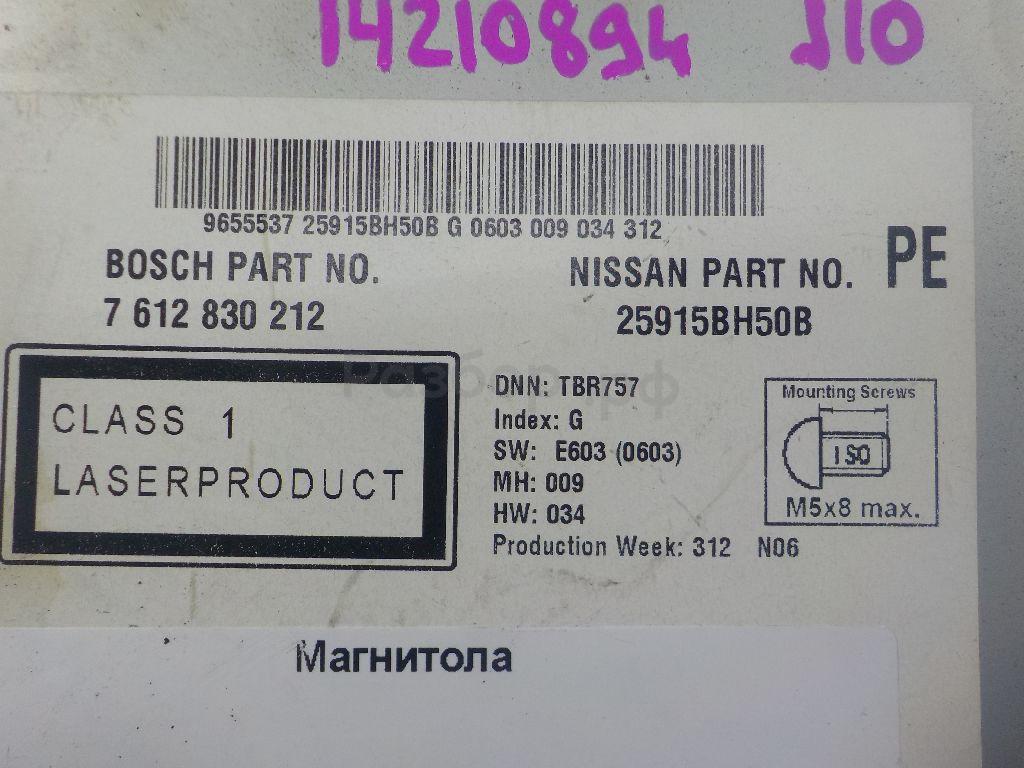 14210894 J10
9655537 25915BH50B G 0603 009 034 312
BOSCH PART NO.
7 612 830 212
NISSAN PART NO.
25915BH50B
PE
CLASS 1
LASERPRODUCT
Разбор.рф
DNN: TBR757
Index: G
SW: E603 (0603)
MH: 009
HW: 034
Production Week: 312 N06
Mounting Screws
ISO
M5x8 max.
Магнитола